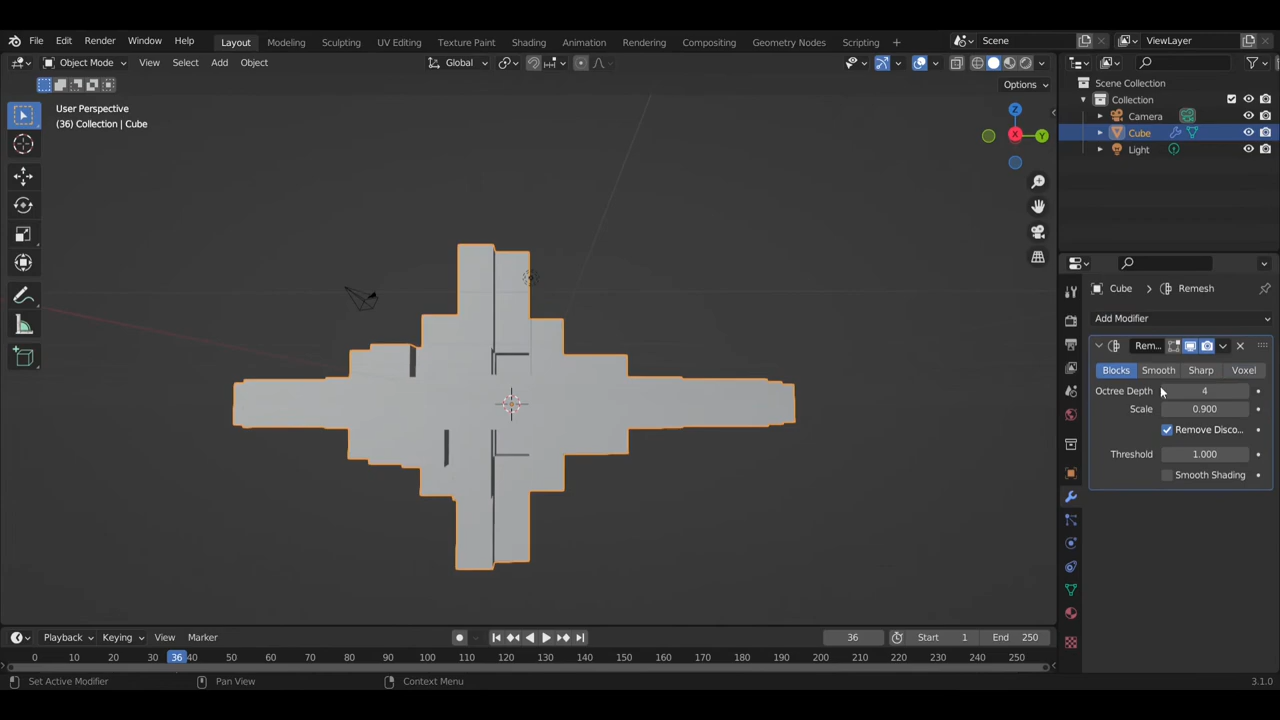 File Edit Render Window Help Layout Modeling Sculpting UV Editing Texture Paint Shading Animation Rendering Compositing Geometry Nodes Scripting + Scene ViewLayer
Object Mode View Select Add Object Global
Options
User Perspective
(36) Collection | Cube
Z
X
Y
Scene Collection
Collection
Camera
Cube
Light
Cube > Remesh
Add Modifier
Rem...
Blocks Smooth Sharp Voxel
Octree Depth 4
Scale 0.900
Remove Disco...
Threshold 1.000
Smooth Shading
Playback Keying View Marker 36 Start 1 End 250
0 10 20 30 36 40 50 60 70 80 90 100 110 120 130 140 150 160 170 180 190 200 210 220 230 240 250
Set Active Modifier Pan View Context Menu 3.1.0